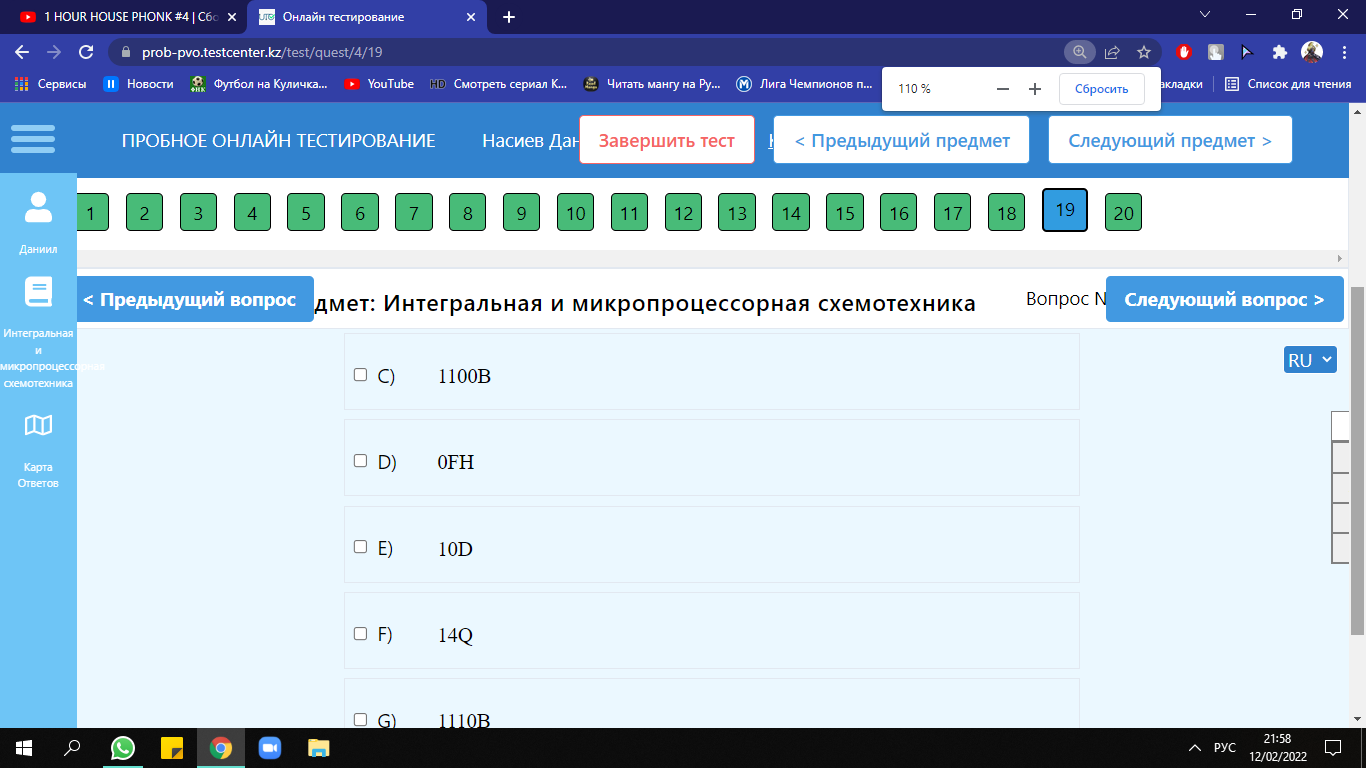 1 HOUR HOUSE PHONK #4 | Сбо
Онлайн тестирование
prob-pvo.testcenter.kz/test/quest/4/19
Сервисы
Новости
Футбол на Куличка...
YouTube
HD Смотреть сериал К...
Читать мангу на Ру...
Лига Чемпионов п...
акладки
Список для чтения
110 %
Сбросить
ПРОБНОЕ ОНЛАЙН ТЕСТИРОВАНИЕ
Насиев Дан
Завершить тест
< Предыдущий предмет
Следующий предмет >
1 2 3 4 5 6 7 8 9 10 11 12 13 14 15 16 17 18 19 20
Даниил
Интегральная
и
микропроцессорная
схемотехника
Карта
Ответов
< Предыдущий вопрос
дмет: Интегральная и микропроцессорная схемотехника
Вопрос N
Следующий вопрос >
RU
C) 1100B
D) 0FH
E) 10D
F) 14Q
G) 1110B
РУС
21:58
12/02/2022